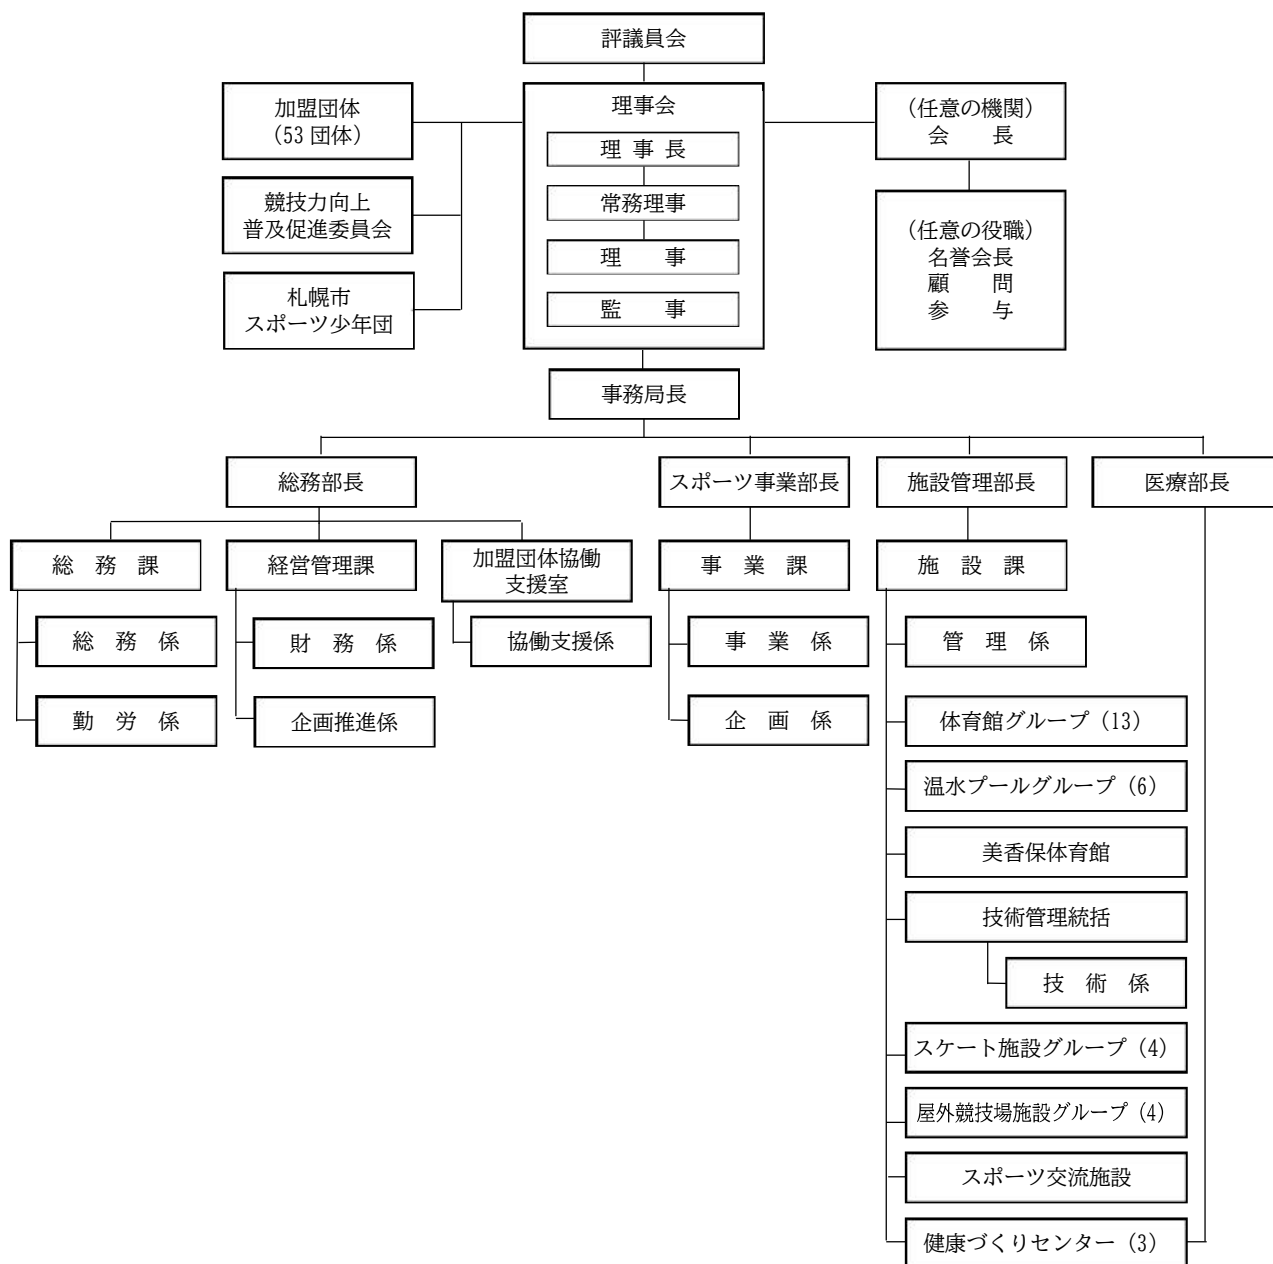 評議員会
加盟団体
（53 団体）
理事会
（任意の機関）
会　　長
理 事 長
競技力向上
普及促進委員会
常務理事
（任意の役職）
名誉会長
顧　　問
参　　与
理　　事
札幌市
スポーツ少年団
監　　事
事務局長
総務部長
スポーツ事業部長
施設管理部長
医療部長
総　務　課
経営管理課
加盟団体協働
支援室
事　業　課
施　設　課
総　務　係
財　務　係
協働支援係
事　業　係
管　理　係
勤　労　係
企画推進係
企　画　係
体育館グループ（13）
温水プールグループ（6）
美香保体育館
技術管理統括
技　術　係
スケート施設グループ（4）
屋外競技場施設グループ（4）
スポーツ交流施設
健康づくりセンター（3）